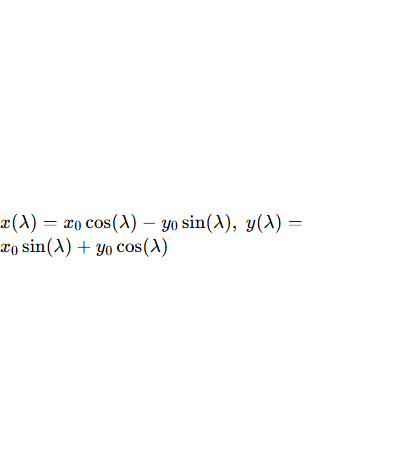 x(λ) = x₀ cos(λ) − y₀ sin(λ), y(λ) =
x₀ sin(λ) + y₀ cos(λ)